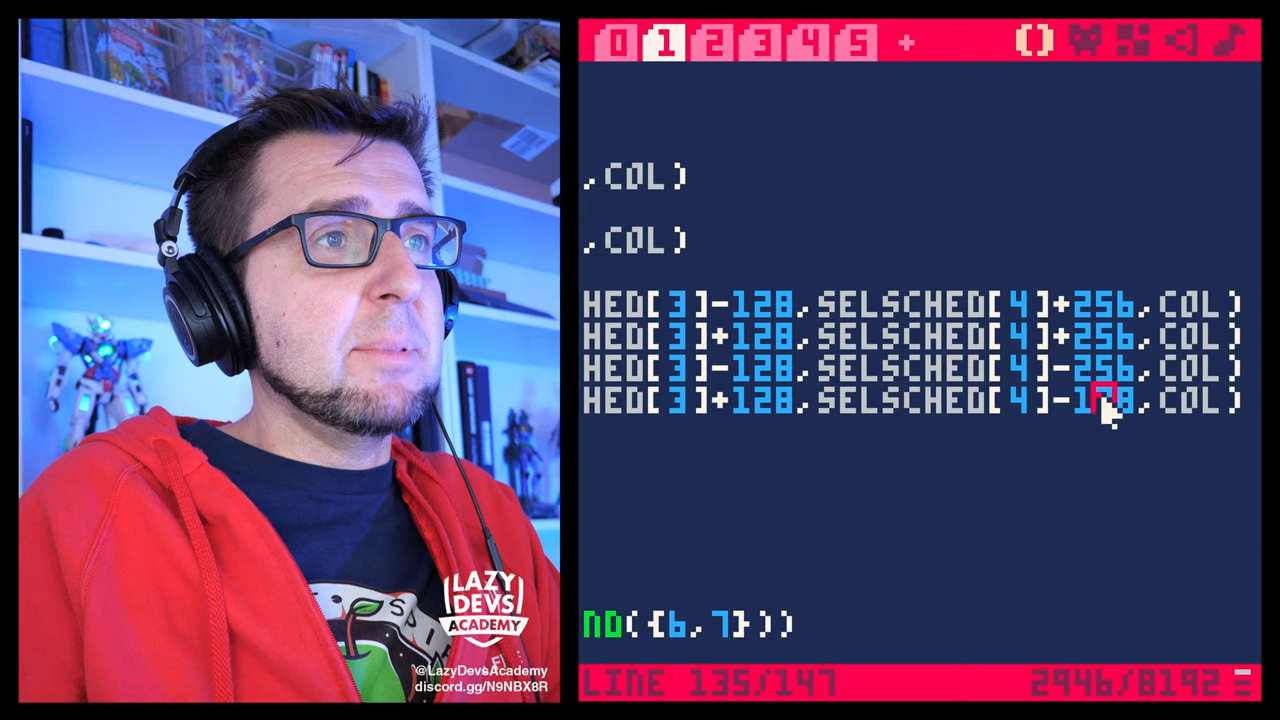 0 1 2 3 4 5 +
,COL)
,COL)
HED[3]-128,SELSCHED[4]+256,COL)
HED[3]+128,SELSCHED[4]+256,COL)
HED[3]-128,SELSCHED[4]-256,COL)
HED[3]+128,SELSCHED[4]-128,COL)
ND({6,7}))
LINE 135/147
2946/8192
LAZY
DEVS
ACADEMY
@LazyDevsAcademy
discord.gg/N9NBX8R